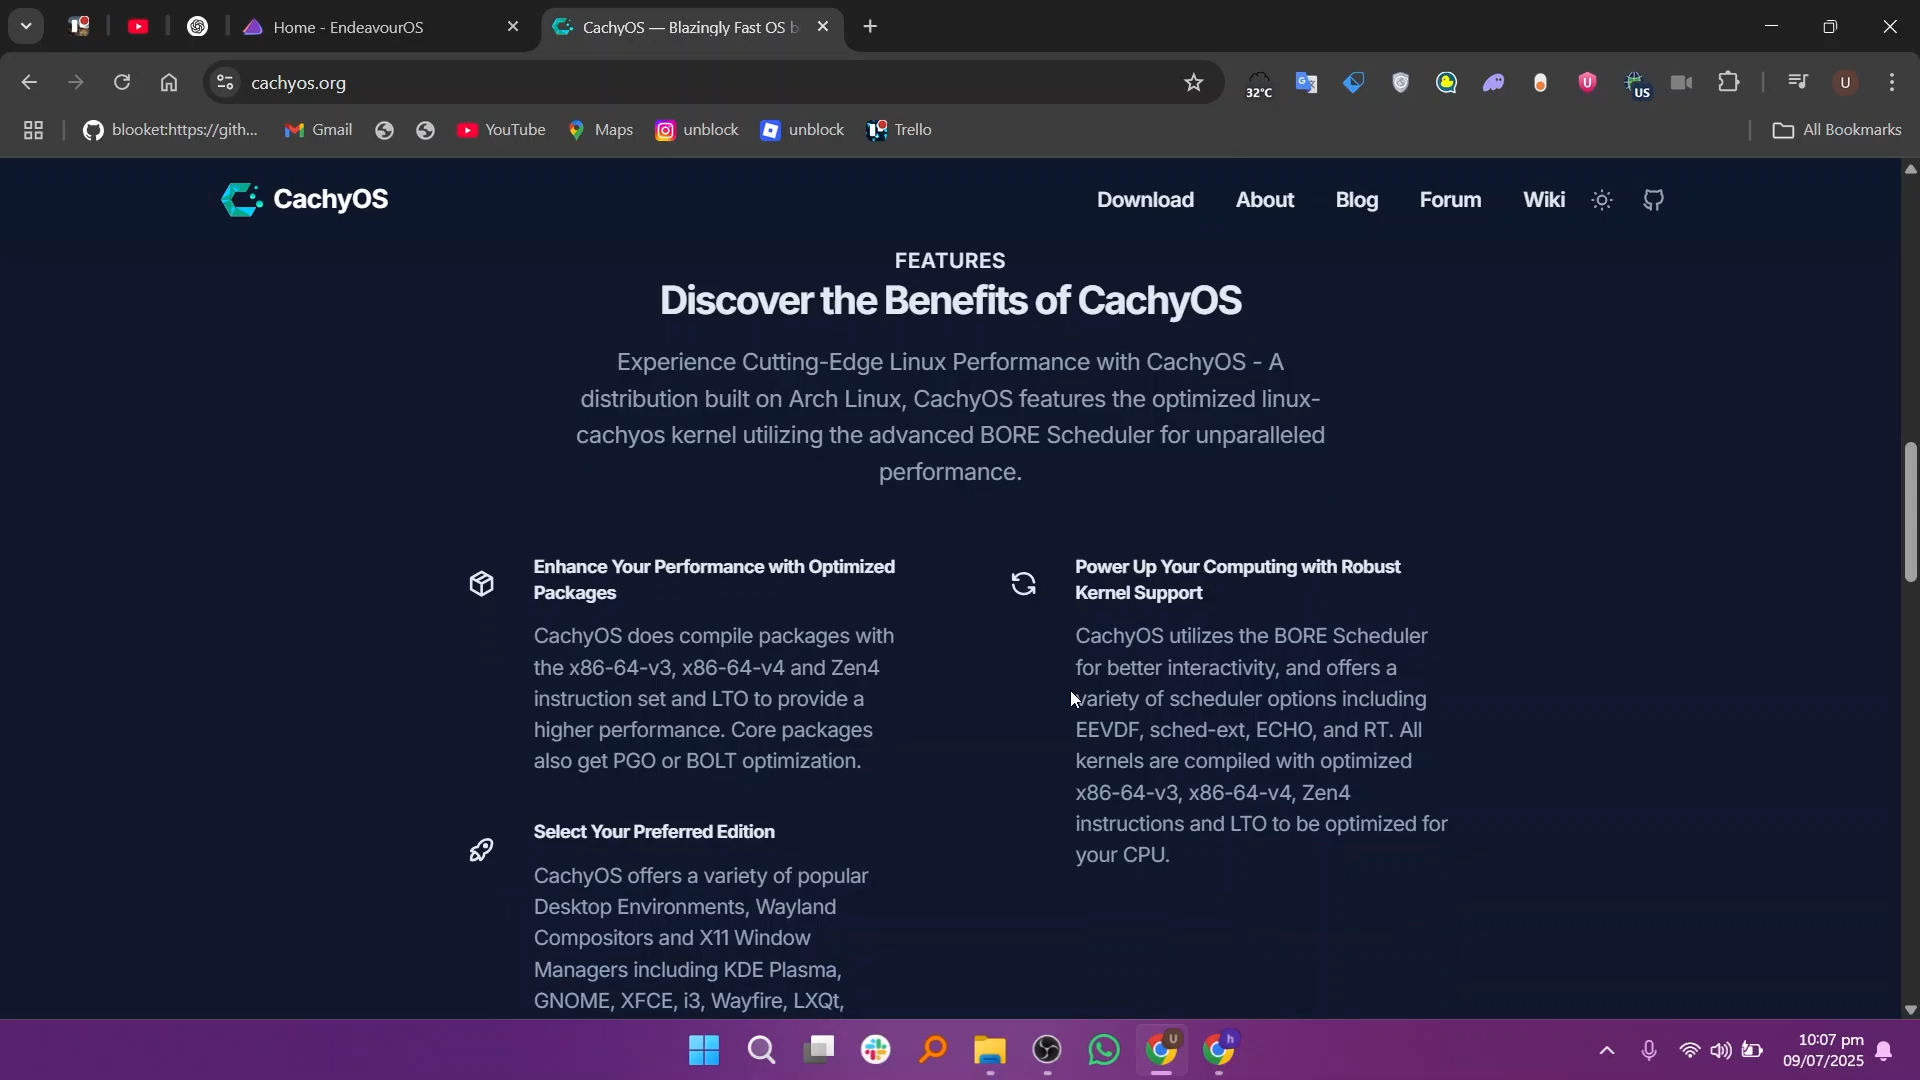 Home - EndeavourOS
CachyOS — Blazingly Fast OS b
cachyos.org
32°C
US
U
blooket:https://gith...
Gmail
YouTube
Maps
unblock
unblock
Trello
All Bookmarks
CachyOS
Download
About
Blog
Forum
Wiki
FEATURES
Discover the Benefits of CachyOS
Experience Cutting-Edge Linux Performance with CachyOS - A
distribution built on Arch Linux, CachyOS features the optimized linux-
cachyos kernel utilizing the advanced BORE Scheduler for unparalleled
performance.
Enhance Your Performance with Optimized
Packages
CachyOS does compile packages with
the x86-64-v3, x86-64-v4 and Zen4
instruction set and LTO to provide a
higher performance. Core packages
also get PGO or BOLT optimization.
Power Up Your Computing with Robust
Kernel Support
CachyOS utilizes the BORE Scheduler
for better interactivity, and offers a
variety of scheduler options including
EEVDF, sched-ext, ECHO, and RT. All
kernels are compiled with optimized
x86-64-v3, x86-64-v4, Zen4
instructions and LTO to be optimized for
your CPU.
Select Your Preferred Edition
CachyOS offers a variety of popular
Desktop Environments, Wayland
Compositors and X11 Window
Managers including KDE Plasma,
GNOME, XFCE, i3, Wayfire, LXQt,
U
h
10:07 pm
09/07/2025